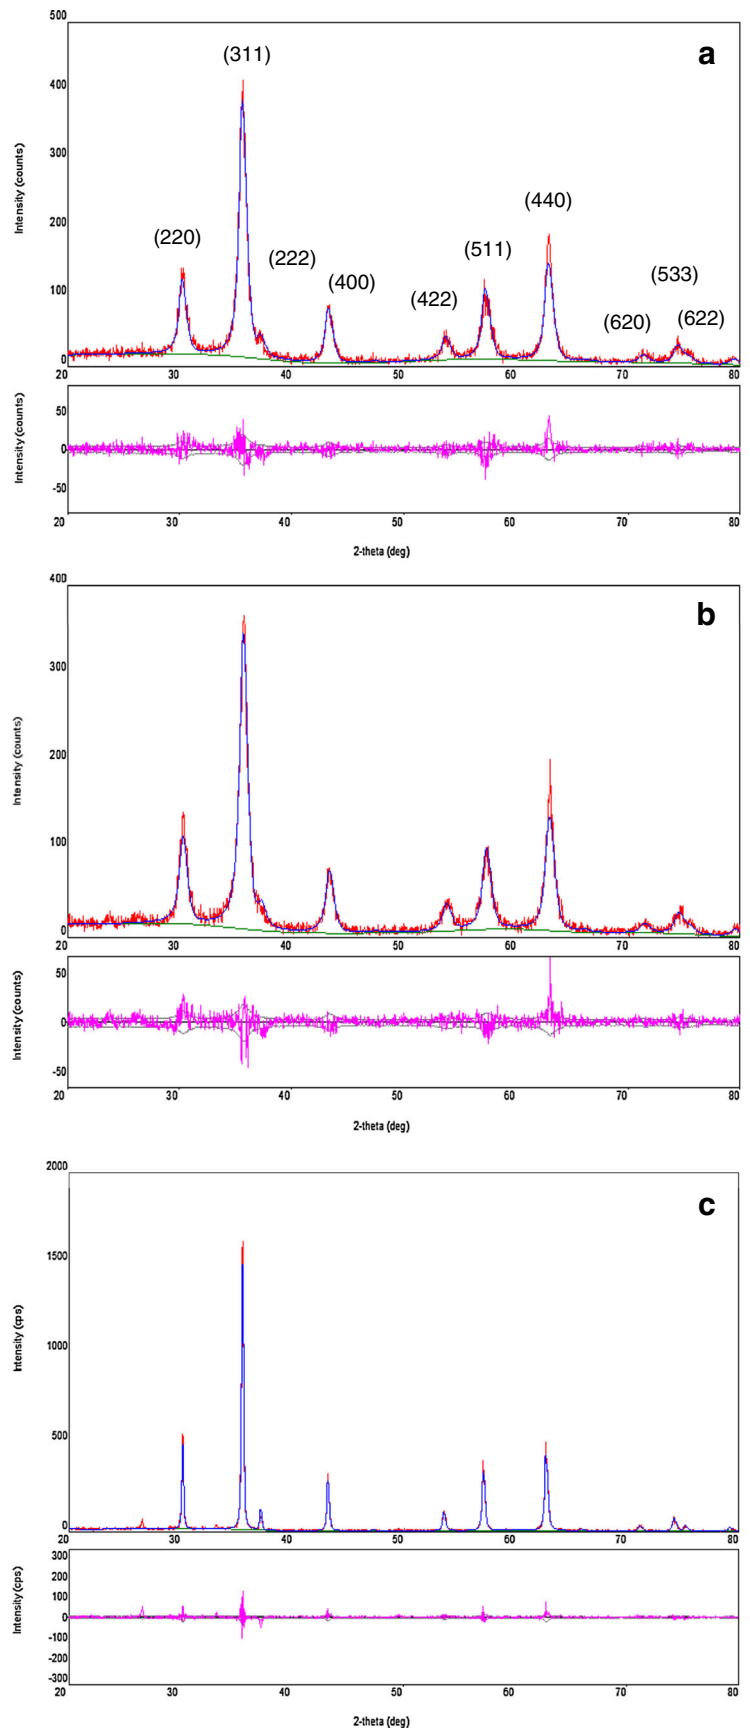 500
a
(311)
400
Intensity (counts)
300
(440)
200
(220)
(511)
(222)
(533)
(400)
(422)
100
(622)
(620)
0
20 30 40 50 60 70 80
50
Intensity (counts)
0
-50
20 30 40 50 60 70 80
2-theta (deg)
400
b
300
Intensity (counts)
200
100
0
20 30 40 50 60 70 80
50
Intensity (counts)
0
-50
20 30 40 50 60 70 80
2-theta (deg)
2000
c
1500
Intensity (cps)
1000
500
0
20 30 40 50 60 70 80
300
200
100
Intensity (cps)
0
-100
-200
-300
20 30 40 50 60 70 80
2-theta (deg)